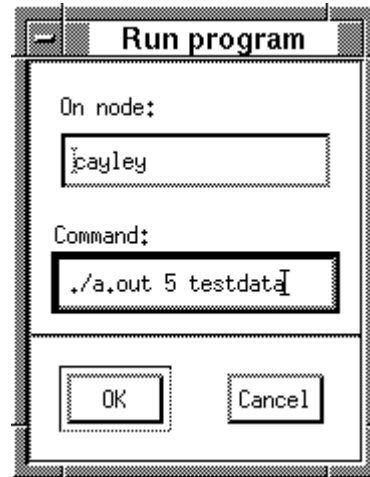 Run program
On node:
cayley
Command:
./a.out 5 testdata
OK
Cancel